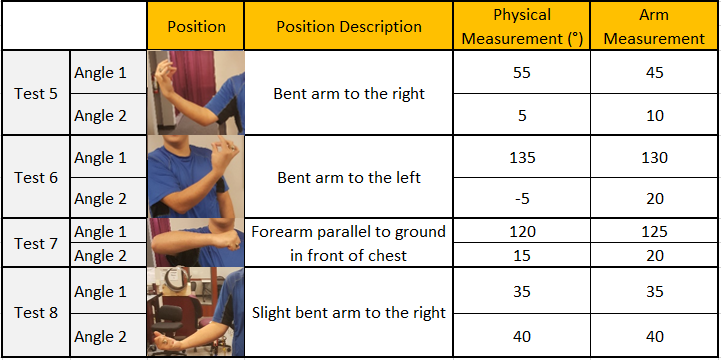 Position Position Description Physical Measurement (°) Arm Measurement
Test 5 Angle 1 Bent arm to the right 55 45
Angle 2 5 10
Test 6 Angle 1 Bent arm to the left 135 130
Angle 2 -5 20
Test 7 Angle 1 Forearm parallel to ground in front of chest 120 125
Angle 2 15 20
Test 8 Angle 1 Slight bent arm to the right 35 35
Angle 2 40 40